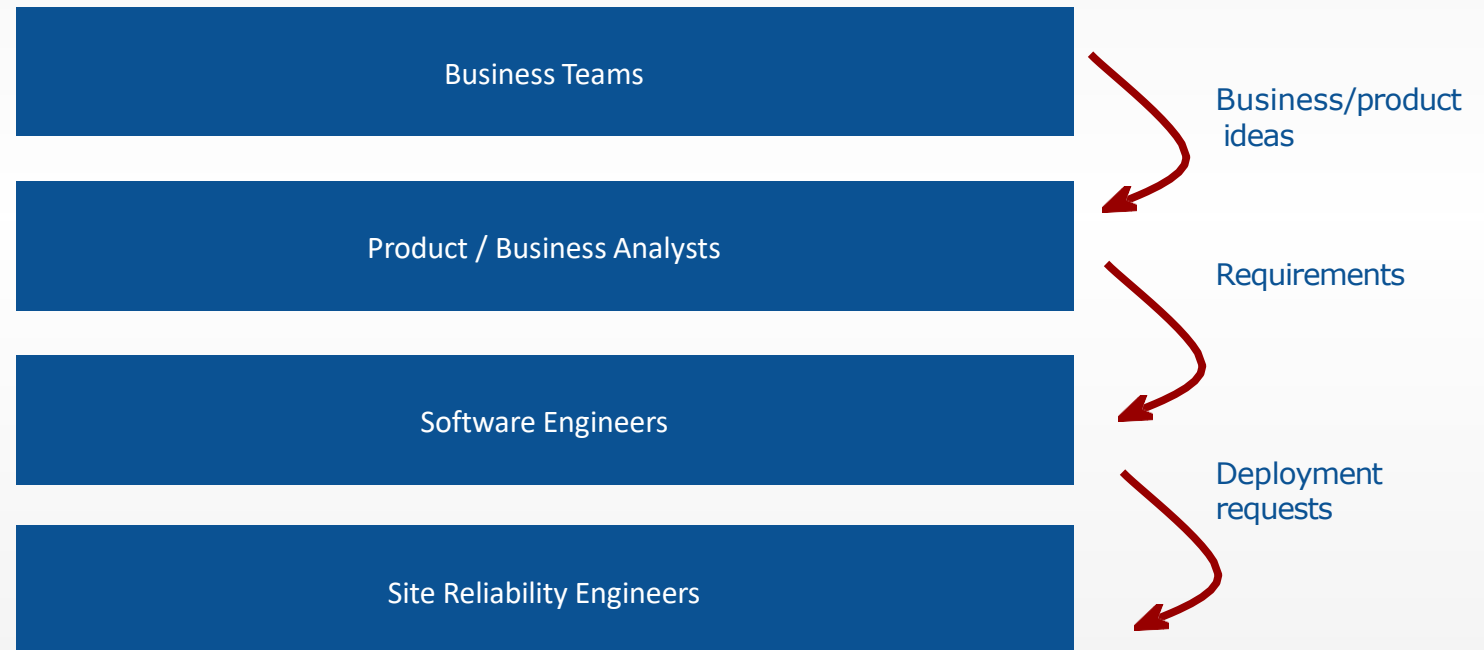 Business Teams
Business/product
ideas
Product / Business Analysts
Requirements
Software Engineers
Deployment
requests
Site Reliability Engineers